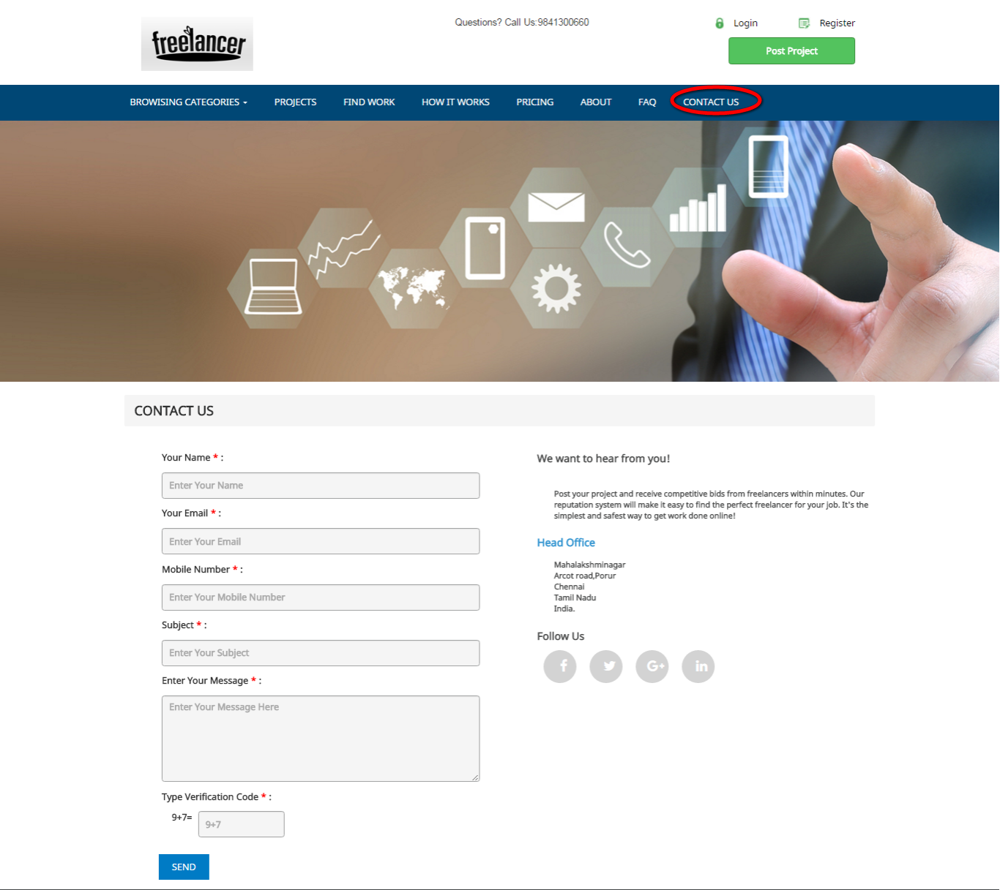 freelancer
Questions? Call Us:9841300660
Login
Register
Post Project
BROWISING CATEGORIES
PROJECTS
FIND WORK
HOW IT WORKS
PRICING
ABOUT
FAQ
CONTACT US
CONTACT US
Your Name * :
Enter Your Name
Your Email * :
Enter Your Email
Mobile Number * :
Enter Your Mobile Number
Subject * :
Enter Your Subject
Enter Your Message * :
Enter Your Message Here
Type Verification Code * :
9+7=
9+7
SEND
We want to hear from you!
Post your project and receive competitive bids from freelancers within minutes. Our
reputation system will make it easy to find the perfect freelancer for your job. It's the
simplest and safest way to get work done online!
Head Office
Mahalakshminagar
Arcot road,Porur
Chennai
Tamil Nadu
India.
Follow Us
f
G+
in